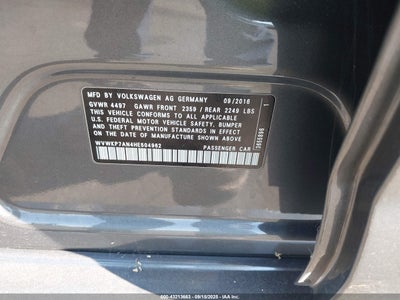 MFD BY VOLKSWAGEN AG GERMANY 09/2016
GVWR 4497 GAWR FRONT 2359 / REAR 2249 LBS
THIS VEHICLE CONFORMS TO ALL APPLICABLE
U.S. FEDERAL MOTOR VEHICLE SAFETY, BUMPER
AND THEFT PREVENTION STANDARDS IN EFFECT
ON THE DATE OF MANUFACTURE SHOWN ABOVE
WVWKP7AN4HE504962 PASSENGER CAR